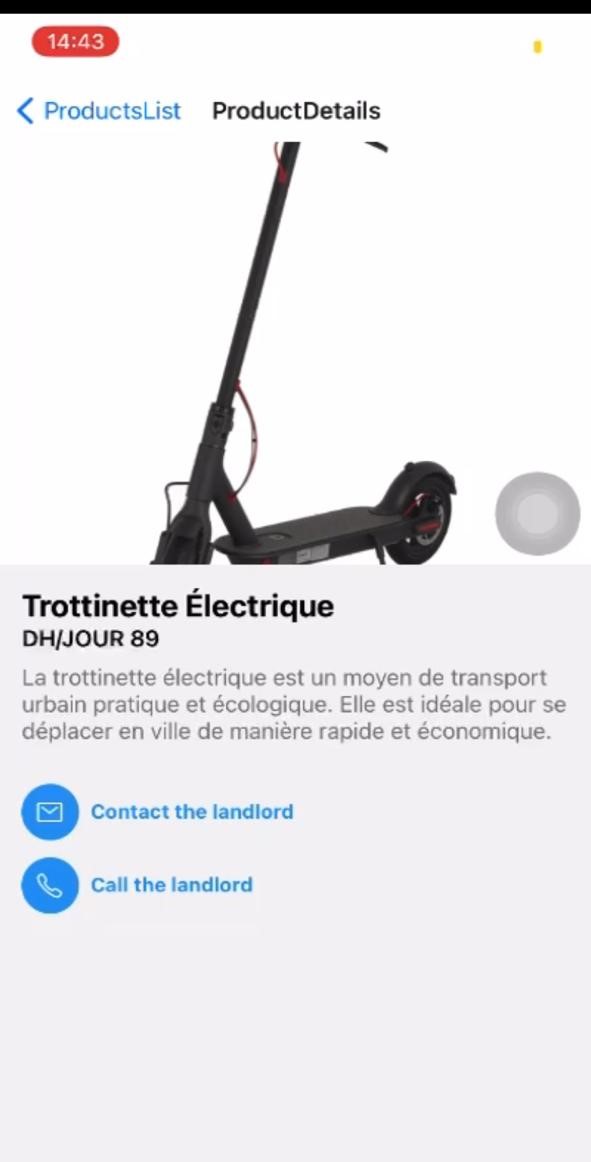 14:43
ProductsList ProductDetails
Trottinette Électrique
DH/JOUR 89
La trottinette électrique est un moyen de transport
urbain pratique et écologique. Elle est idéale pour se
déplacer en ville de manière rapide et économique.
Contact the landlord
Call the landlord